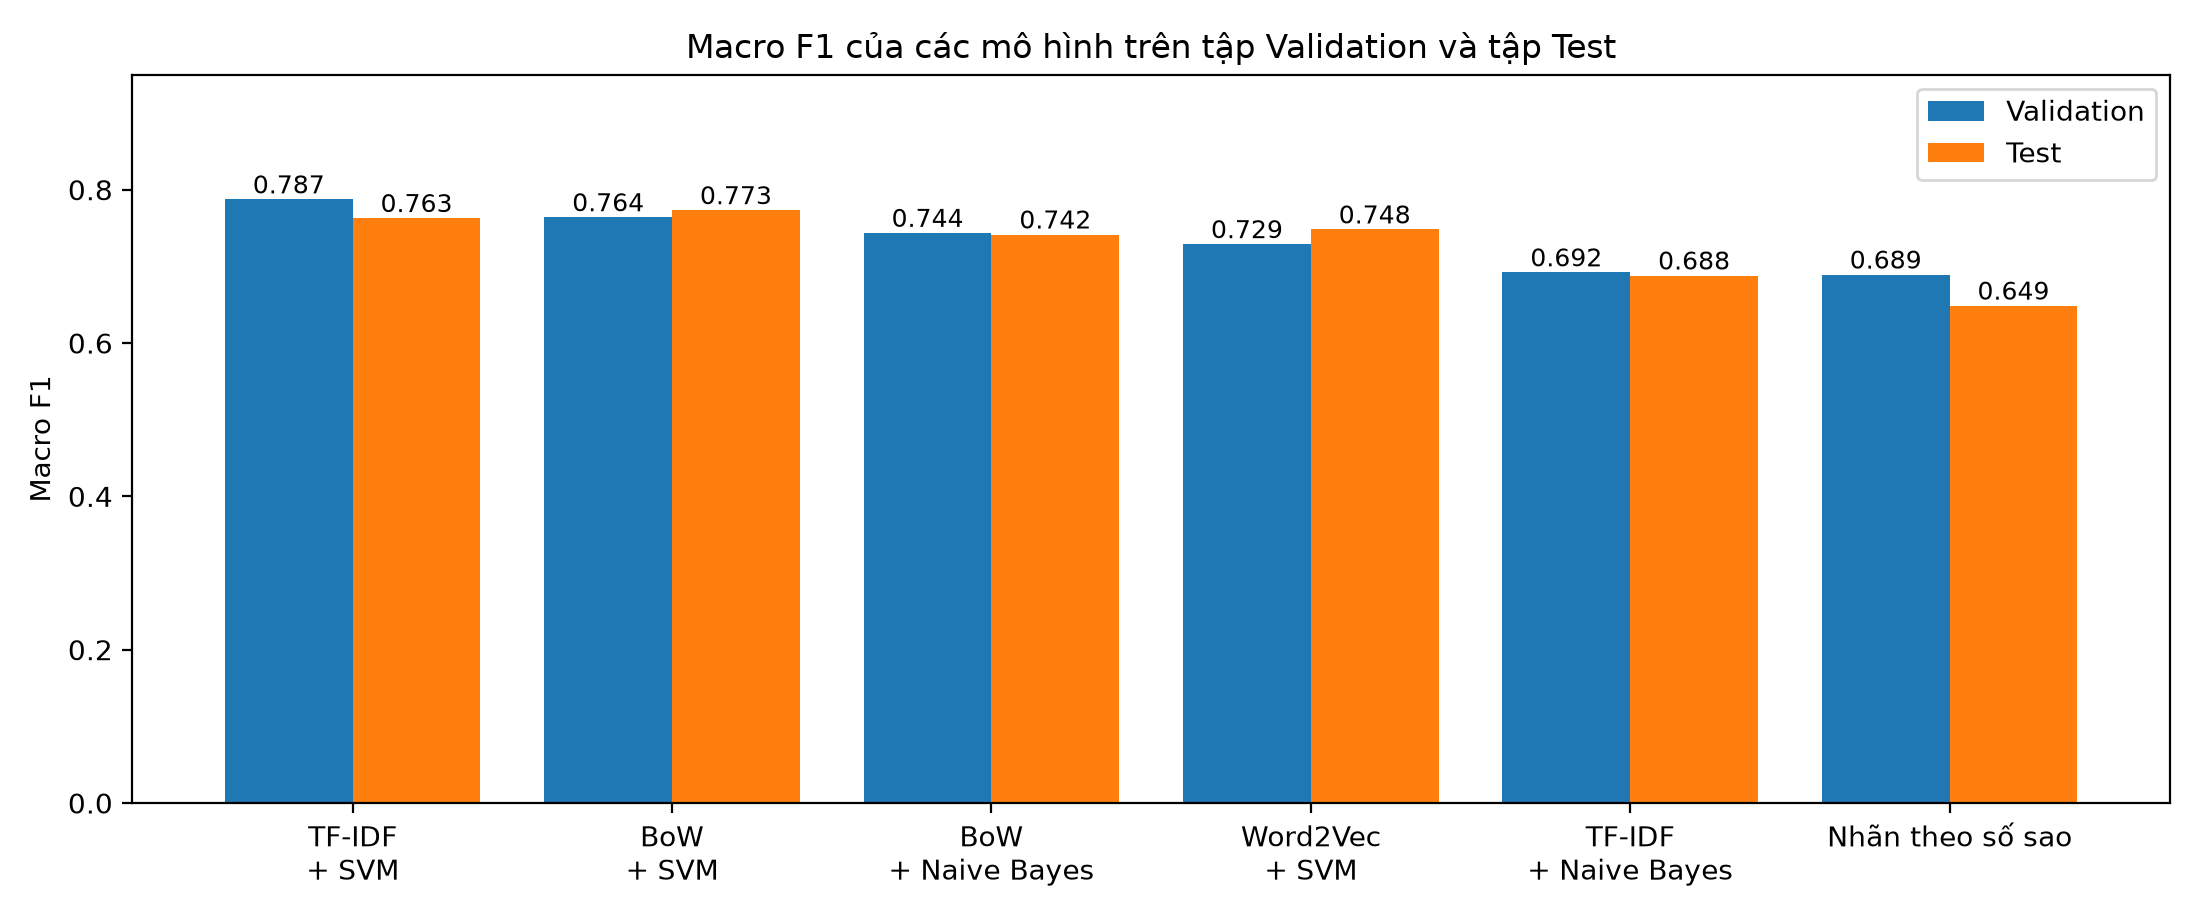 Macro F1 của các mô hình trên tập Validation và tập Test
Validation
Test
Macro F1
0.8
0.6
0.4
0.2
0.0
0.787
0.763
0.764
0.773
0.744
0.742
0.729
0.748
0.692
0.688
0.689
0.649
TF-IDF
+ SVM
BoW
+ SVM
BoW
+ Naive Bayes
Word2Vec
+ SVM
TF-IDF
+ Naive Bayes
Nhãn theo số sao